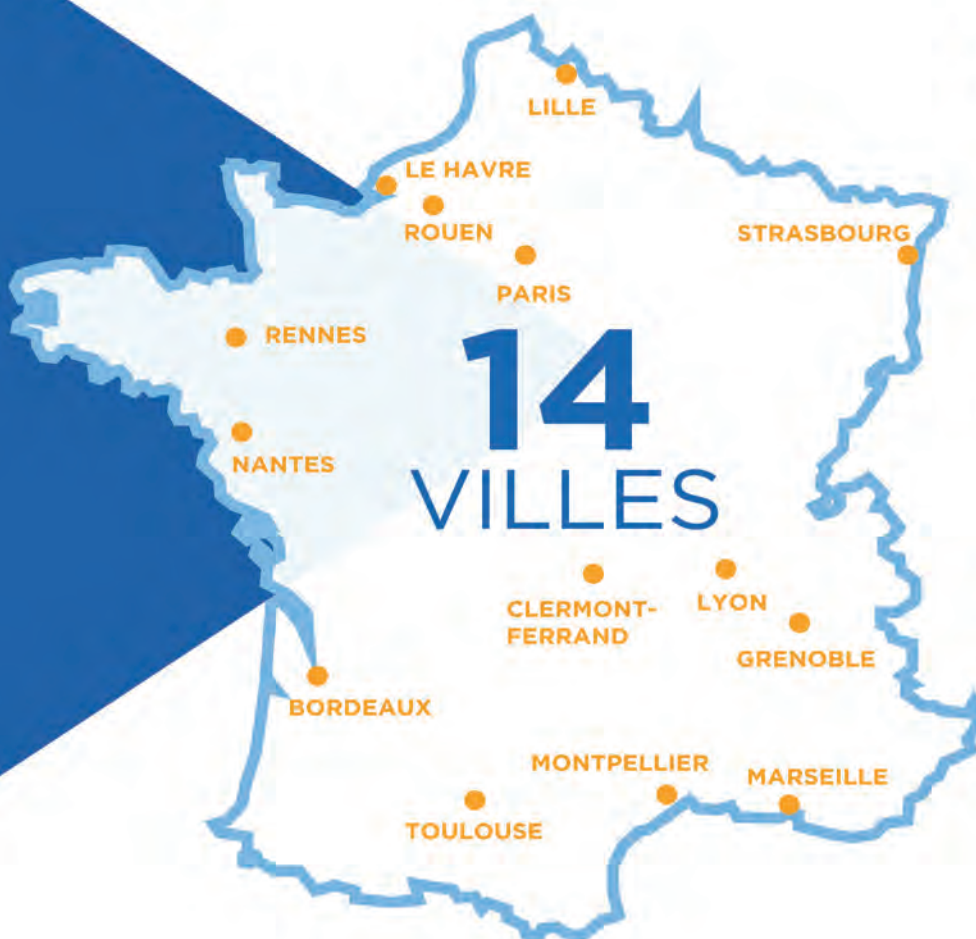 LILLE
LE HAVRE
ROUEN
STRASBOURG
PARIS
RENNES
14
VILLES
NANTES
CLERMONT-
FERRAND
LYON
GRENOBLE
BORDEAUX
MONTPELLIER
MARSEILLE
TOULOUSE